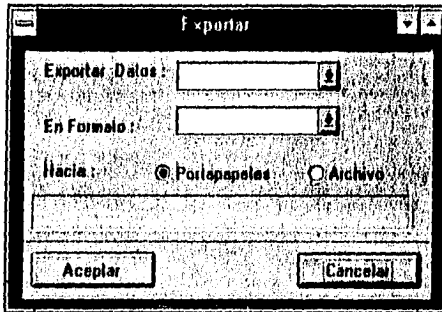 Exportar
Exportar Datos :
En Formato :
Hacia : Portapapeles Archivo
Aceptar Cancelar